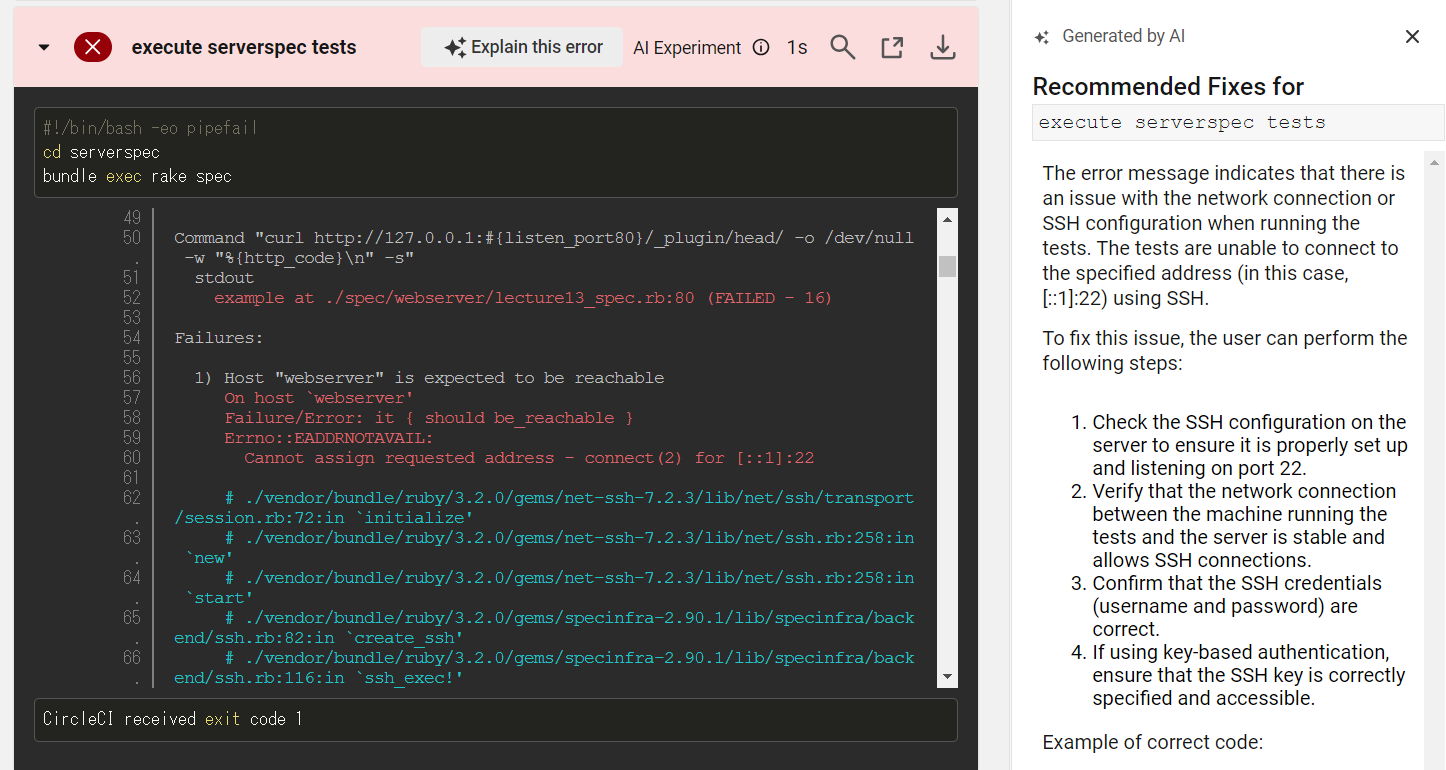 execute serverspec tests
Explain this error
AI Experiment
1s
#!/bin/bash -eo pipefail
cd serverspec
bundle exec rake spec
49
50 Command "curl http://127.0.0.1:#{listen_port80}/_plugin/head/ -o /dev/null
. -w "%{http_code}\n" -s"
51 stdout
52 example at ./spec/webserver/lecture13_spec.rb:80 (FAILED - 16)
53
54 Failures:
55
56 1) Host "webserver" is expected to be reachable
57 On host `webserver'
58 Failure/Error: it { should be_reachable }
59 Errno::EADDRNOTAVAIL:
60 Cannot assign requested address - connect(2) for [::1]:22
61
62 # ./vendor/bundle/ruby/3.2.0/gems/net-ssh-7.2.3/lib/net/ssh/transport
. /session.rb:72:in `initialize'
63 # ./vendor/bundle/ruby/3.2.0/gems/net-ssh-7.2.3/lib/net/ssh.rb:258:in
. `new'
64 # ./vendor/bundle/ruby/3.2.0/gems/net-ssh-7.2.3/lib/net/ssh.rb:258:in
. `start'
65 # ./vendor/bundle/ruby/3.2.0/gems/specinfra-2.90.1/lib/specinfra/back
. end/ssh.rb:82:in `create_ssh'
66 # ./vendor/bundle/ruby/3.2.0/gems/specinfra-2.90.1/lib/specinfra/back
. end/ssh.rb:116:in `ssh_exec!'
CircleCI received exit code 1
Generated by AI
Recommended Fixes for
execute serverspec tests
The error message indicates that there is
an issue with the network connection or
SSH configuration when running the
tests. The tests are unable to connect to
the specified address (in this case,
[::1]:22) using SSH.
To fix this issue, the user can perform the
following steps:
1. Check the SSH configuration on the
server to ensure it is properly set up
and listening on port 22.
2. Verify that the network connection
between the machine running the
tests and the server is stable and
allows SSH connections.
3. Confirm that the SSH credentials
(username and password) are
correct.
4. If using key-based authentication,
ensure that the SSH key is correctly
specified and accessible.
Example of correct code: